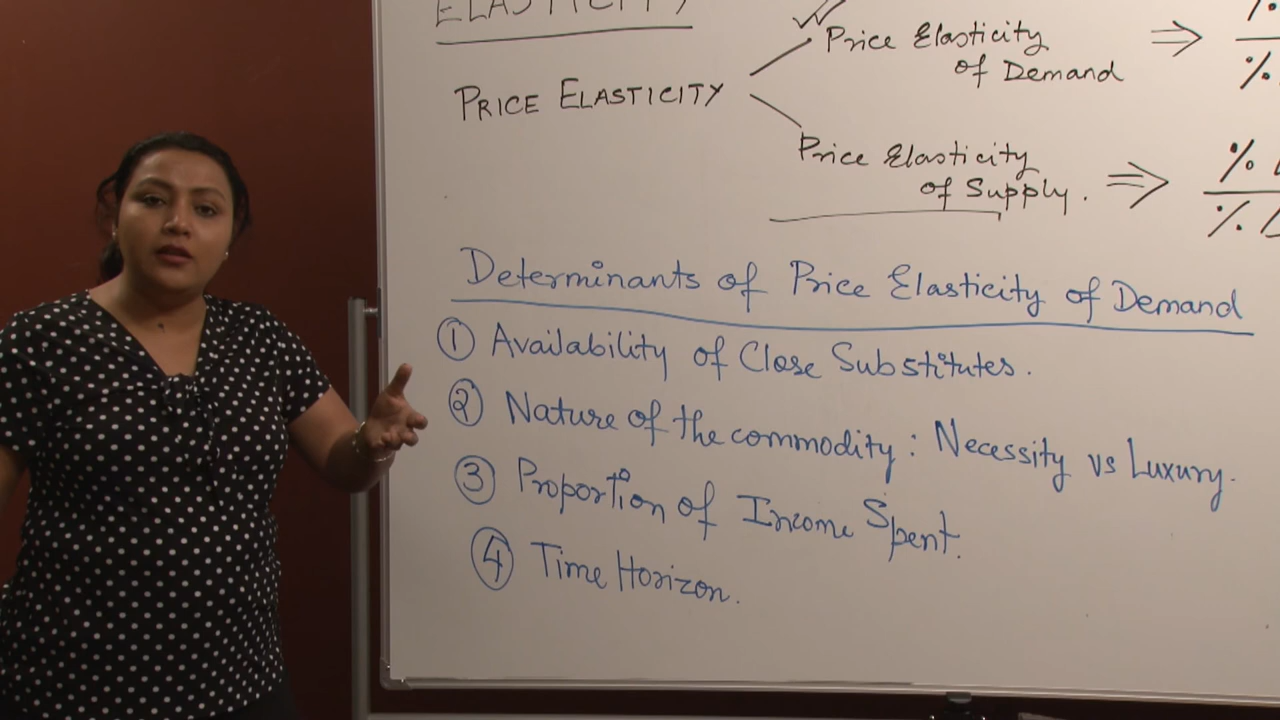 ELASTICITY
PRICE ELASTICITY
Price Elasticity
of Demand ⇒ %
%
Price Elasticity
of Supply. ⇒ %
% Δ
Determinants of Price Elasticity of Demand
① Availability of Close Substitutes.
② Nature of the commodity : Necessity vs Luxury.
③ Proportion of Income Spent.
④ Time Horizon.